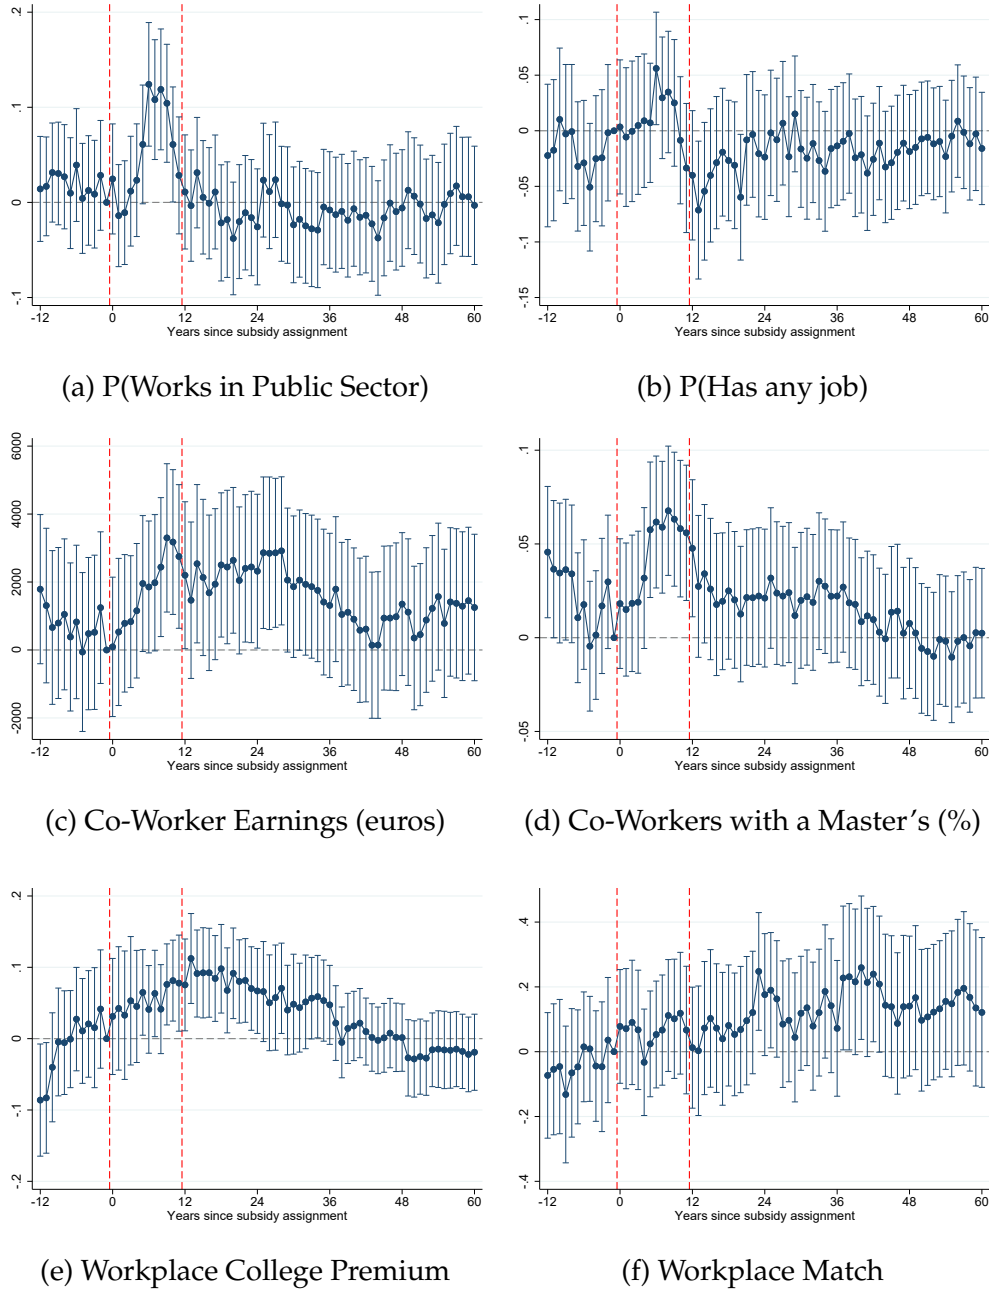 .2
.1
0
-.1
-12 0 12 24 36 48 60
Years since subsidy assignment
(a) P(Works in Public Sector)
.1
.05
0
-.05
-.1
-.15
-12 0 12 24 36 48 60
Years since subsidy assignment
(b) P(Has any job)
6000
4000
2000
0
-2000
-12 0 12 24 36 48 60
Years since subsidy assignment
(c) Co-Worker Earnings (euros)
.1
.05
0
-.05
-12 0 12 24 36 48 60
Years since subsidy assignment
(d) Co-Workers with a Master's (%)
.2
.1
0
-.1
-.2
-12 0 12 24 36 48 60
Years since subsidy assignment
(e) Workplace College Premium
.4
.2
0
-.2
-.4
-12 0 12 24 36 48 60
Years since subsidy assignment
(f) Workplace Match